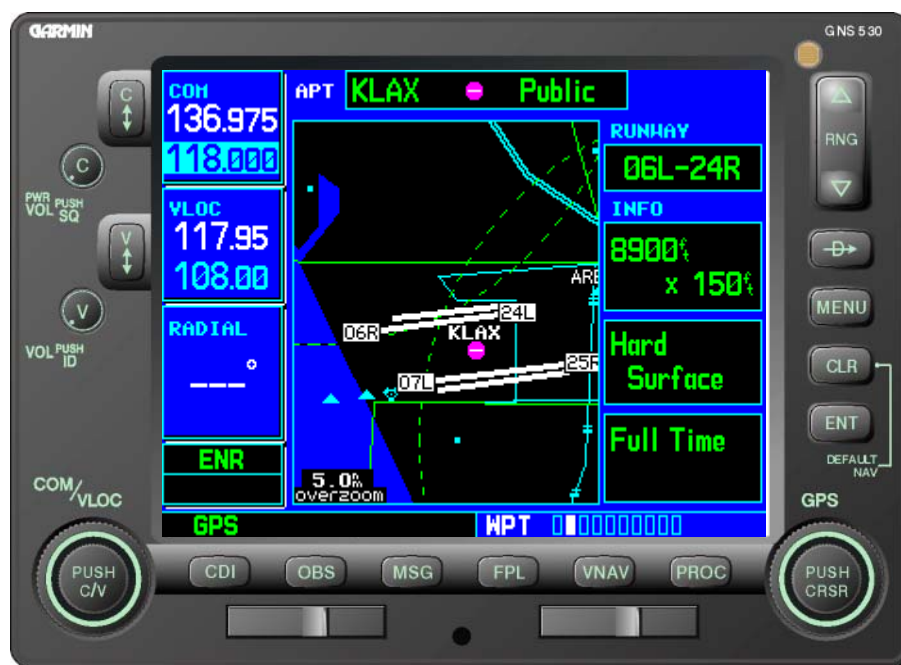 GARMIN
GNS 530
C
C
PWR
VOL
PUSH
SQ
V
V
VOL
PUSH
ID
COM/
VLOC
PUSH
C/V
COM
136.975
118.000
VLOC
117.95
108.00
RADIAL
___°
ENR
GPS
APT KLAX Public
ARE
24L
06R
KLAX
25R
07L
5.0
overzoom
RUNWAY
06L-24R
INFO
8900ft
x 150ft
Hard
Surface
Full Time
WPT
RNG
D
MENU
CLR
ENT
DEFAULT
NAV
GPS
PUSH
CRSR
CDI
OBS
MSG
FPL
VNAV
PROC